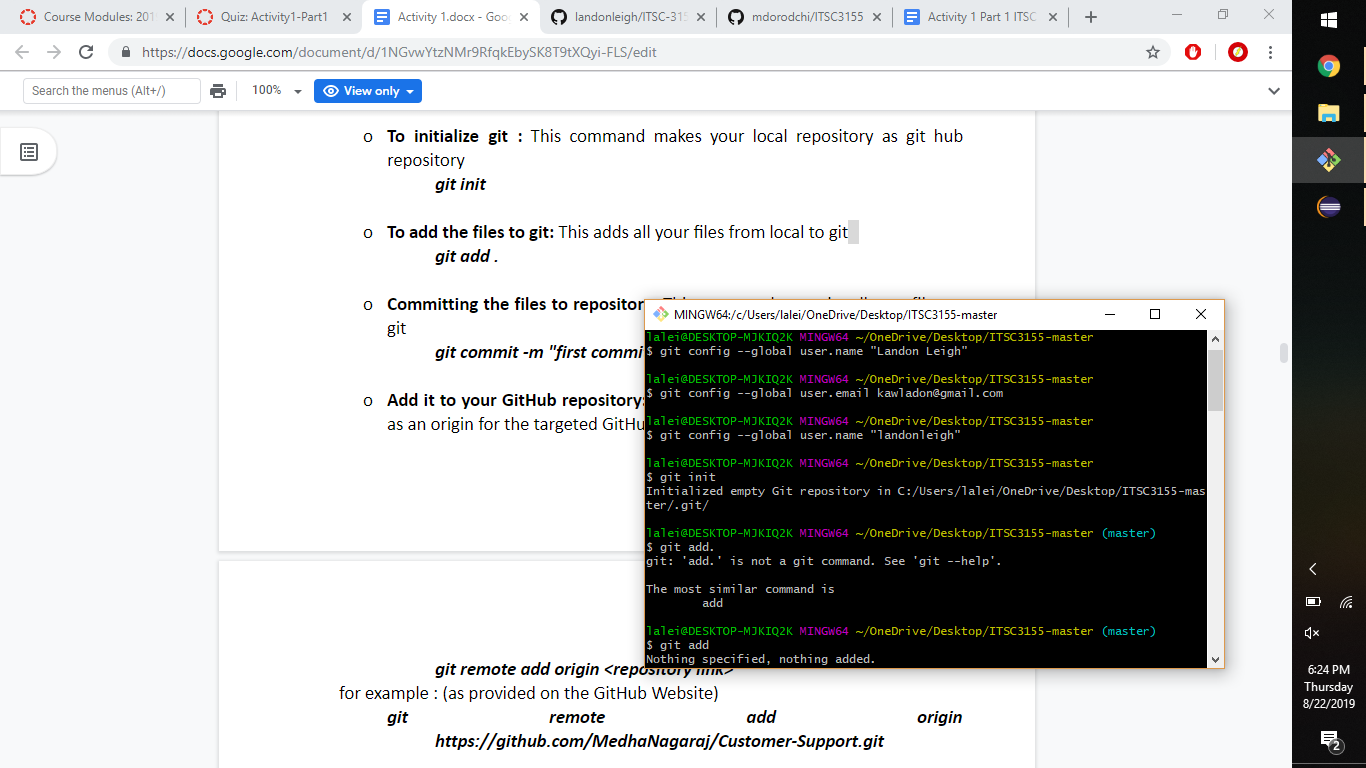 Course Modules: 201
Quiz: Activity1-Part1
Activity 1.docx - Goo
landonleigh/ITSC-315
mdorodchi/ITSC3155
Activity 1 Part 1 ITSC
https://docs.google.com/document/d/1NGvwYtzNMr9RfqkEbySK8T9tXQyi-FLS/edit
Search the menus (Alt+/)
100%
View only
o To initialize git : This command makes your local repository as git hub
repository
git init
o To add the files to git: This adds all your files from local to git
git add .
o Committing the files to repositor
git
git commit -m "first commi
o Add it to your GitHub repository:
as an origin for the targeted GitHu
git remote add origin <repository link>
for example : (as provided on the GitHub Website)
git remote add origin
https://github.com/MedhaNagaraj/Customer-Support.git
MINGW64:/c/Users/lalei/OneDrive/Desktop/ITSC3155-master
lalei@DESKTOP-MJKIQ2K MINGW64 ~/OneDrive/Desktop/ITSC3155-master
$ git config --global user.name "Landon Leigh"
lalei@DESKTOP-MJKIQ2K MINGW64 ~/OneDrive/Desktop/ITSC3155-master
$ git config --global user.email kawladon@gmail.com
lalei@DESKTOP-MJKIQ2K MINGW64 ~/OneDrive/Desktop/ITSC3155-master
$ git config --global user.name "landonleigh"
lalei@DESKTOP-MJKIQ2K MINGW64 ~/OneDrive/Desktop/ITSC3155-master
$ git init
Initialized empty Git repository in C:/Users/lalei/OneDrive/Desktop/ITSC3155-mas
ter/.git/
lalei@DESKTOP-MJKIQ2K MINGW64 ~/OneDrive/Desktop/ITSC3155-master (master)
$ git add.
git: 'add.' is not a git command. See 'git --help'.
The most similar command is
add
lalei@DESKTOP-MJKIQ2K MINGW64 ~/OneDrive/Desktop/ITSC3155-master (master)
$ git add
Nothing specified, nothing added.
6:24 PM
Thursday
8/22/2019
2